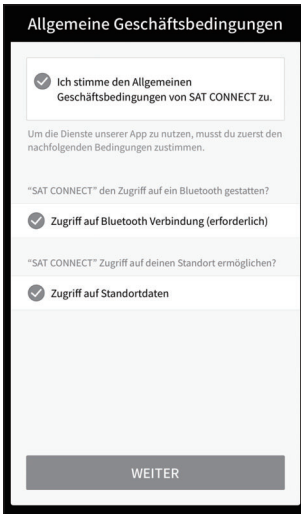 Allgemeine Geschäftsbedingungen
Ich stimme den Allgemeinen
Geschäftsbedingungen von SAT CONNECT zu.
Um die Dienste unserer App zu nutzen, musst du zuerst den
nachfolgenden Bedingungen zustimmen.
“SAT CONNECT” den Zugriff auf ein Bluetooth gestatten?
Zugriff auf Bluetooth Verbindung (erforderlich)
“SAT CONNECT” Zugriff auf deinen Standort ermöglichen?
Zugriff auf Standortdaten
WEITER